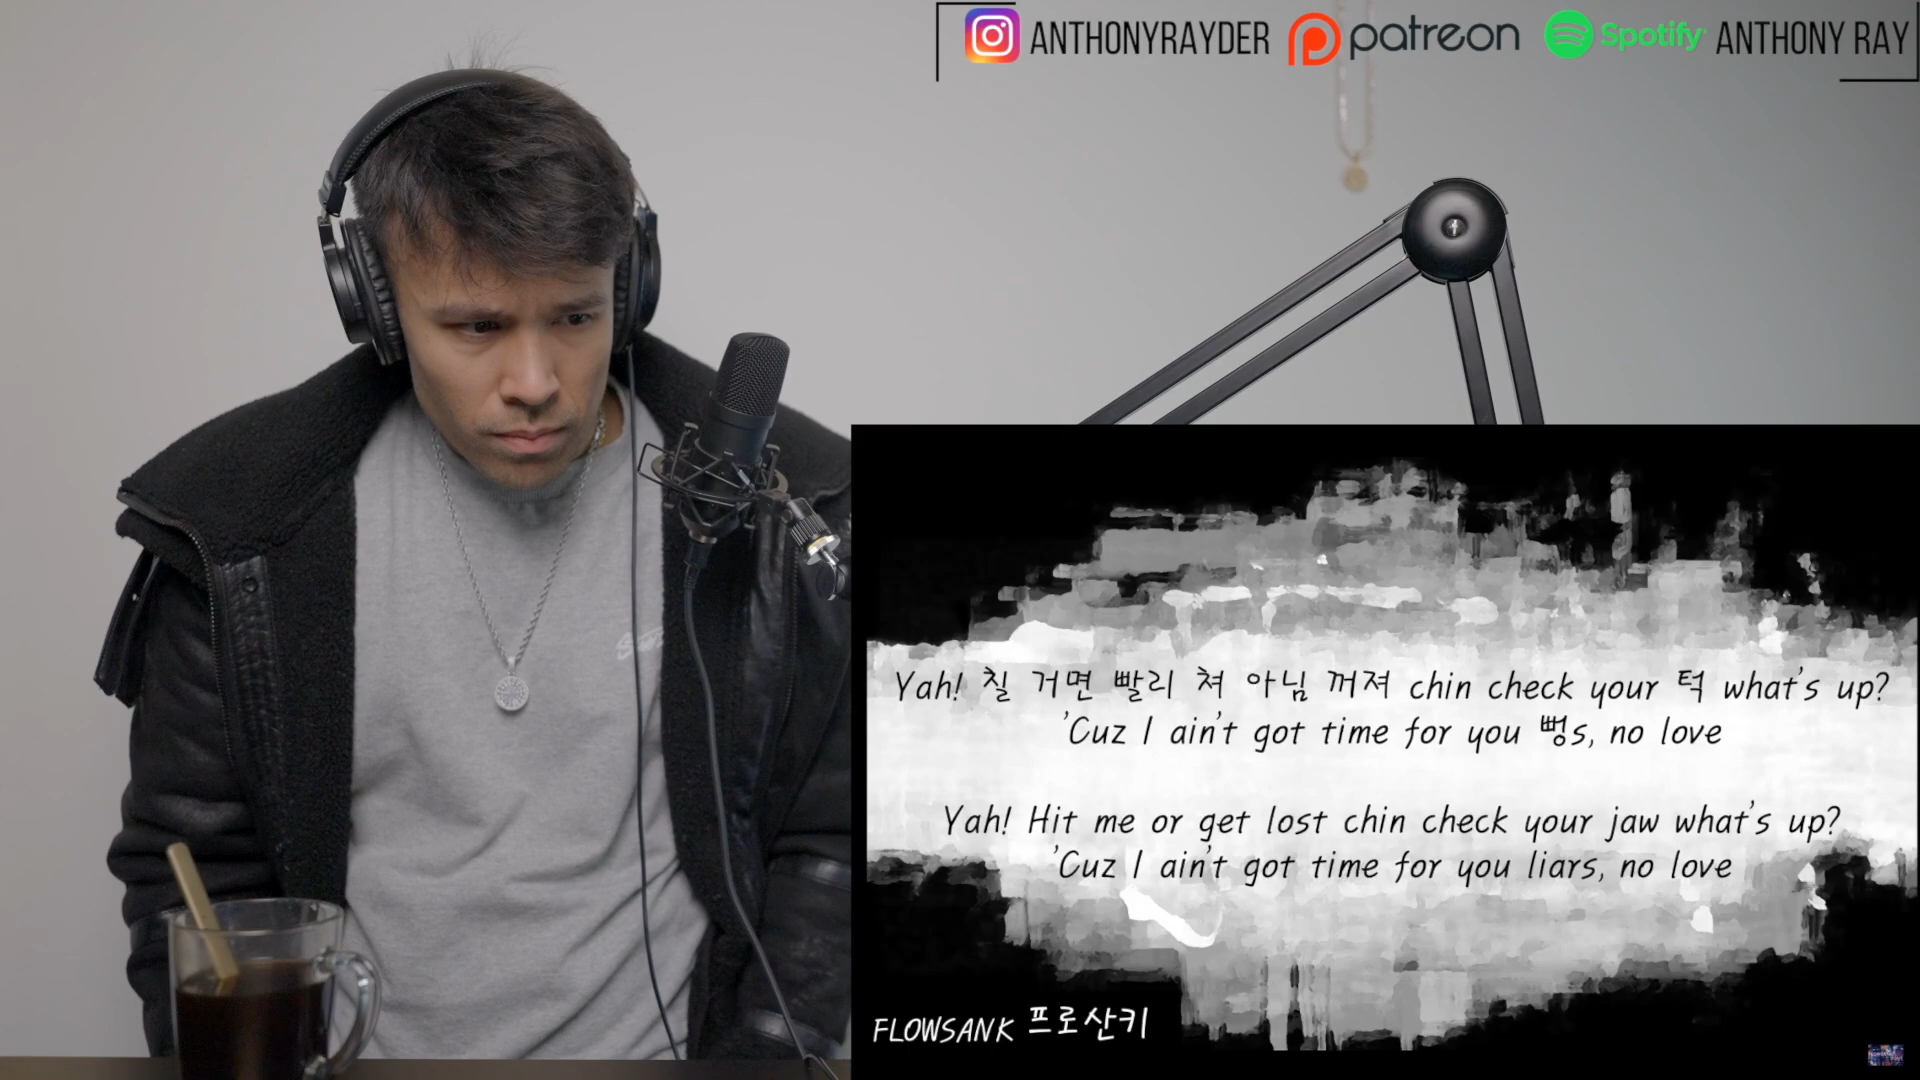 ANTHONYRAYDER patreon Spotify ANTHONY RAY
Yah! 칠 거면 빨리 쳐 아님 꺼져 chin check your 턱 what's up?
'Cuz I ain't got time for you 뻥s, no love
Yah! Hit me or get lost chin check your jaw what's up?
'Cuz I ain't got time for you liars, no love
FLOWSANK 프로산키